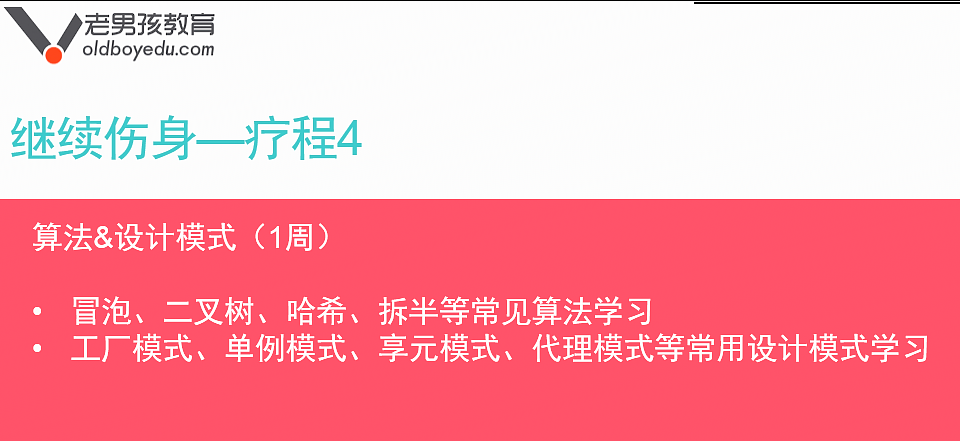 老男孩教育
oldboyedu.com
继续伤身—疗程4
算法&设计模式（1周）
• 冒泡、二叉树、哈希、拆半等常见算法学习
• 工厂模式、单例模式、享元模式、代理模式等常用设计模式学习